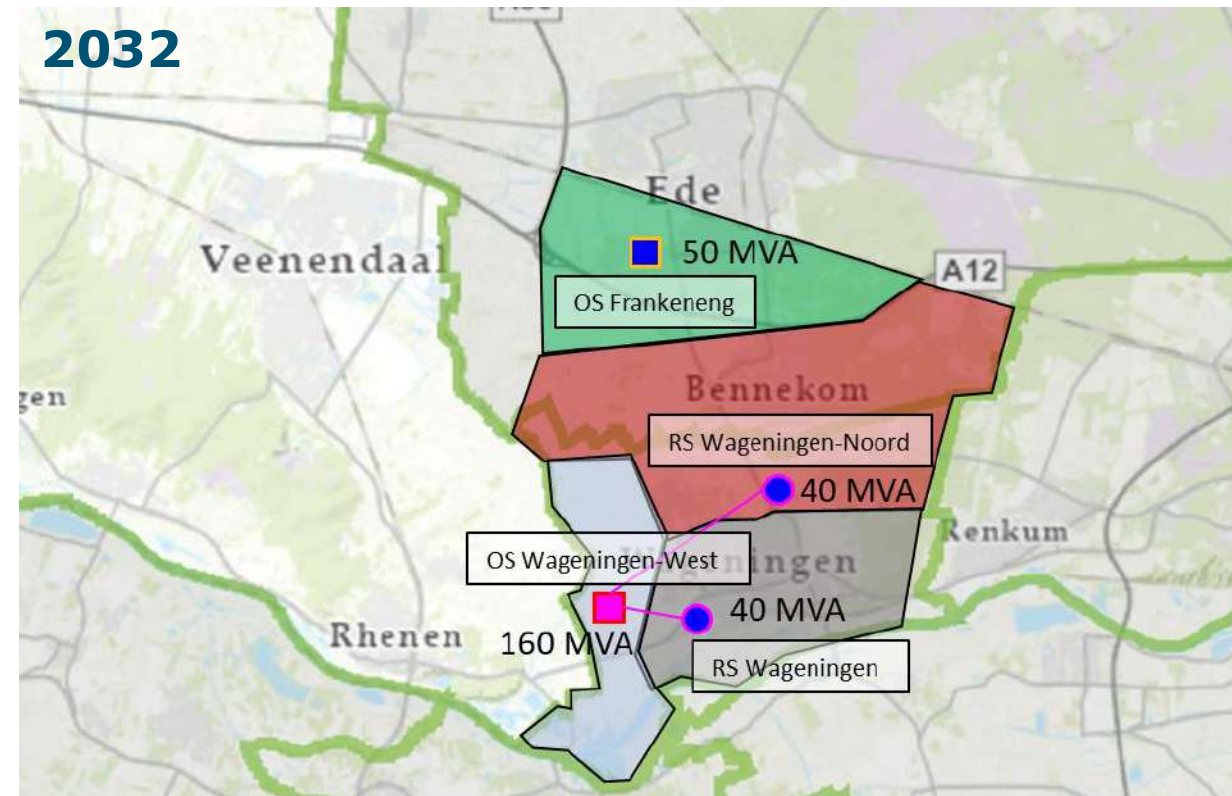 2032
Ede
Veenendaal
50 MVA
A12
OS Frankeneng
Bennekom
gen
RS Wageningen-Noord
40 MVA
Renkum
OS Wageningen-West
ingen
40 MVA
Rhenen
160 MVA
RS Wageningen